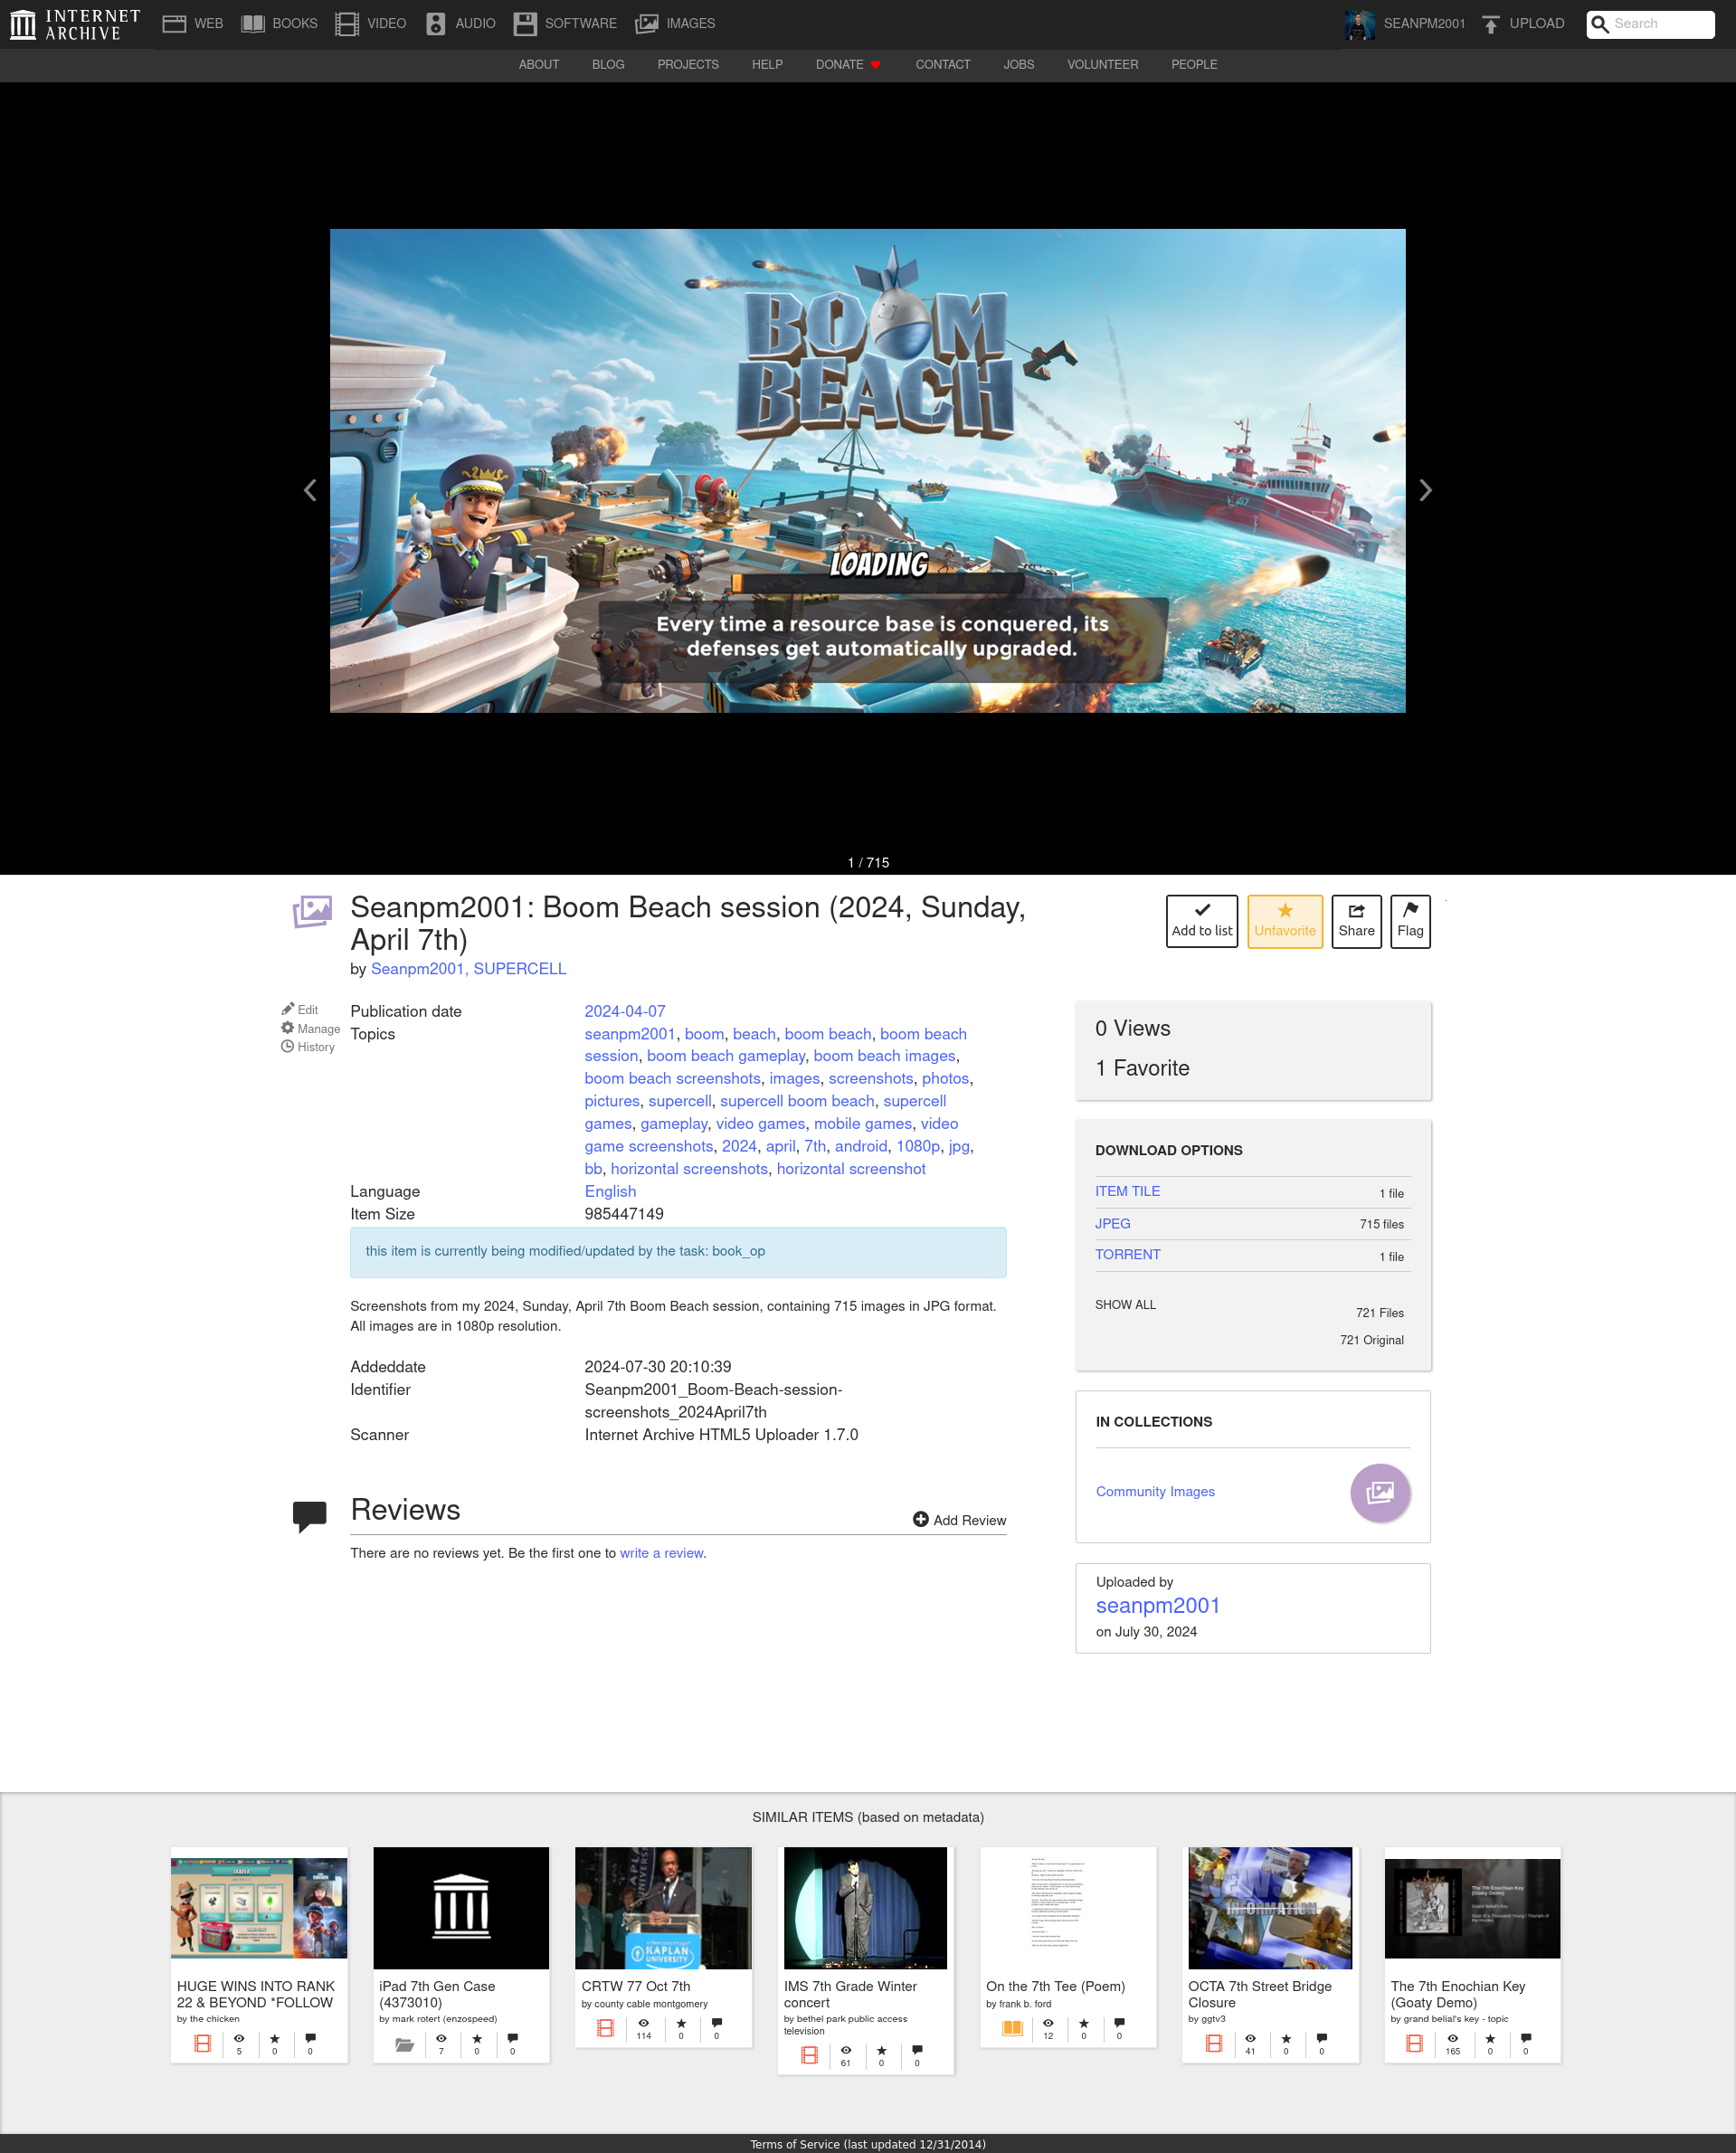 INTERNET ARCHIVE
WEB BOOKS VIDEO AUDIO SOFTWARE IMAGES SEANPM2001 UPLOAD Search
ABOUT BLOG PROJECTS HELP DONATE CONTACT JOBS VOLUNTEER PEOPLE
BOOM
BEACH
LOADING
Every time a resource base is conquered, its
defenses get automatically upgraded.
1 / 715
Seanpm2001: Boom Beach session (2024, Sunday,
April 7th)
by Seanpm2001, SUPERCELL
Add to list Unfavorite Share Flag
Edit
Manage
History
Publication date 2024-04-07
Topics seanpm2001, boom, beach, boom beach, boom beach
session, boom beach gameplay, boom beach images,
boom beach screenshots, images, screenshots, photos,
pictures, supercell, supercell boom beach, supercell
games, gameplay, video games, mobile games, video
game screenshots, 2024, april, 7th, android, 1080p, jpg,
bb, horizontal screenshots, horizontal screenshot
Language English
Item Size 985447149
this item is currently being modified/updated by the task: book_op
Screenshots from my 2024, Sunday, April 7th Boom Beach session, containing 715 images in JPG format.
All images are in 1080p resolution.
Addeddate 2024-07-30 20:10:39
Identifier Seanpm2001_Boom-Beach-session-
screenshots_2024April7th
Scanner Internet Archive HTML5 Uploader 1.7.0
Reviews
Add Review
There are no reviews yet. Be the first one to write a review.
0 Views
1 Favorite
DOWNLOAD OPTIONS
ITEM TILE 1 file
JPEG 715 files
TORRENT 1 file
SHOW ALL 721 Files
721 Original
IN COLLECTIONS
Community Images
Uploaded by
seanpm2001
on July 30, 2024
SIMILAR ITEMS (based on metadata)
HUGE WINS INTO RANK
22 & BEYOND *FOLLOW
by the chicken
5 0 0
iPad 7th Gen Case
(4373010)
by mark rotert (enzospeed)
7 0 0
KAPLAN
UNIVERSITY
CRTW 77 Oct 7th
by county cable montgomery
114 0 0
IMS 7th Grade Winter
concert
by bethel park public access
television
61 0 0
On the 7th Tee (Poem)
by frank b. ford
12 0 0
INFORMATION
OCTA 7th Street Bridge
Closure
by ggtv3
41 0 0
The 7th Enochian Key
(Goaty Demo)
The 7th Enochian Key
(Goaty Demo)
by grand belial's key - topic
165 0 0
Terms of Service (last updated 12/31/2014)